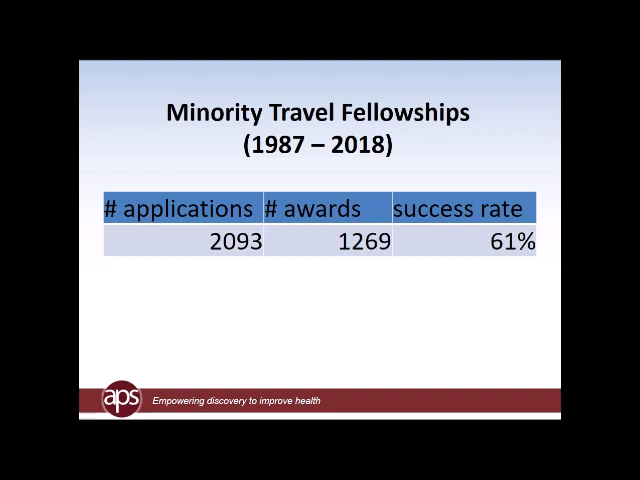 Minority Travel Fellowships
(1987 – 2018)
# applications # awards success rate
2093 1269 61%
aps Empowering discovery to improve health